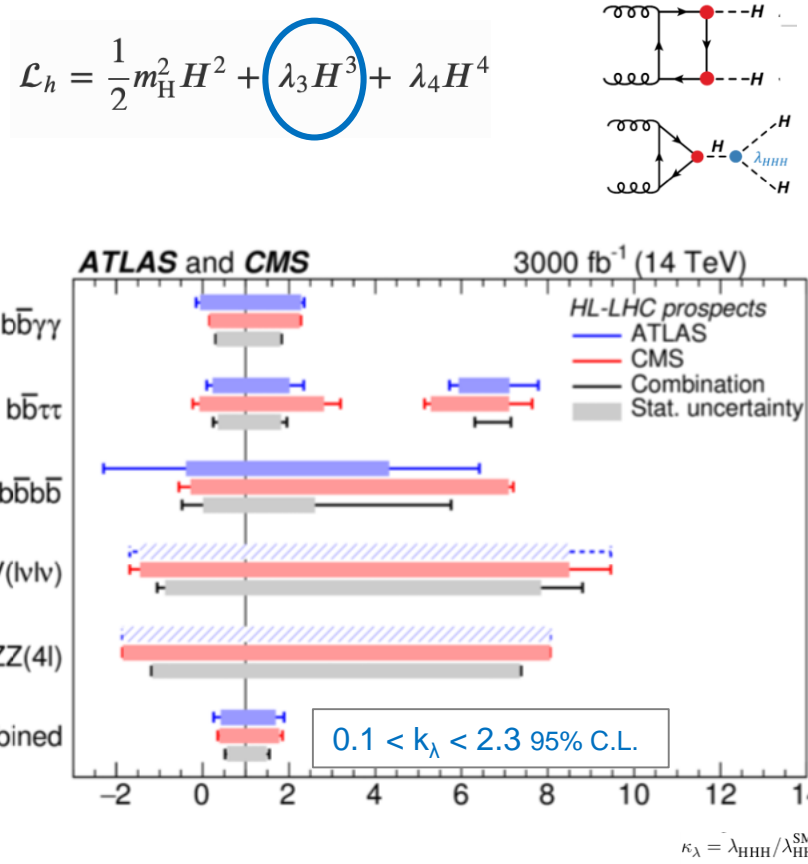 ℒ_h = 1/2 m_H^2 H^2 + λ_3 H^3 + λ_4 H^4
H
H
H
H
λ_HHH
H
ATLAS and CMS 3000 fb^-1 (14 TeV)
HL-LHC prospects
ATLAS
CMS
Combination
Stat. uncertainty
bb̄γγ
bb̄ττ
bb̄bb̄
(lνlν)
ZZ(4l)
bined
0.1 < k_λ < 2.3 95% C.L.
−2 0 2 4 6 8 10 12
κ_λ = λ_HHH/λ